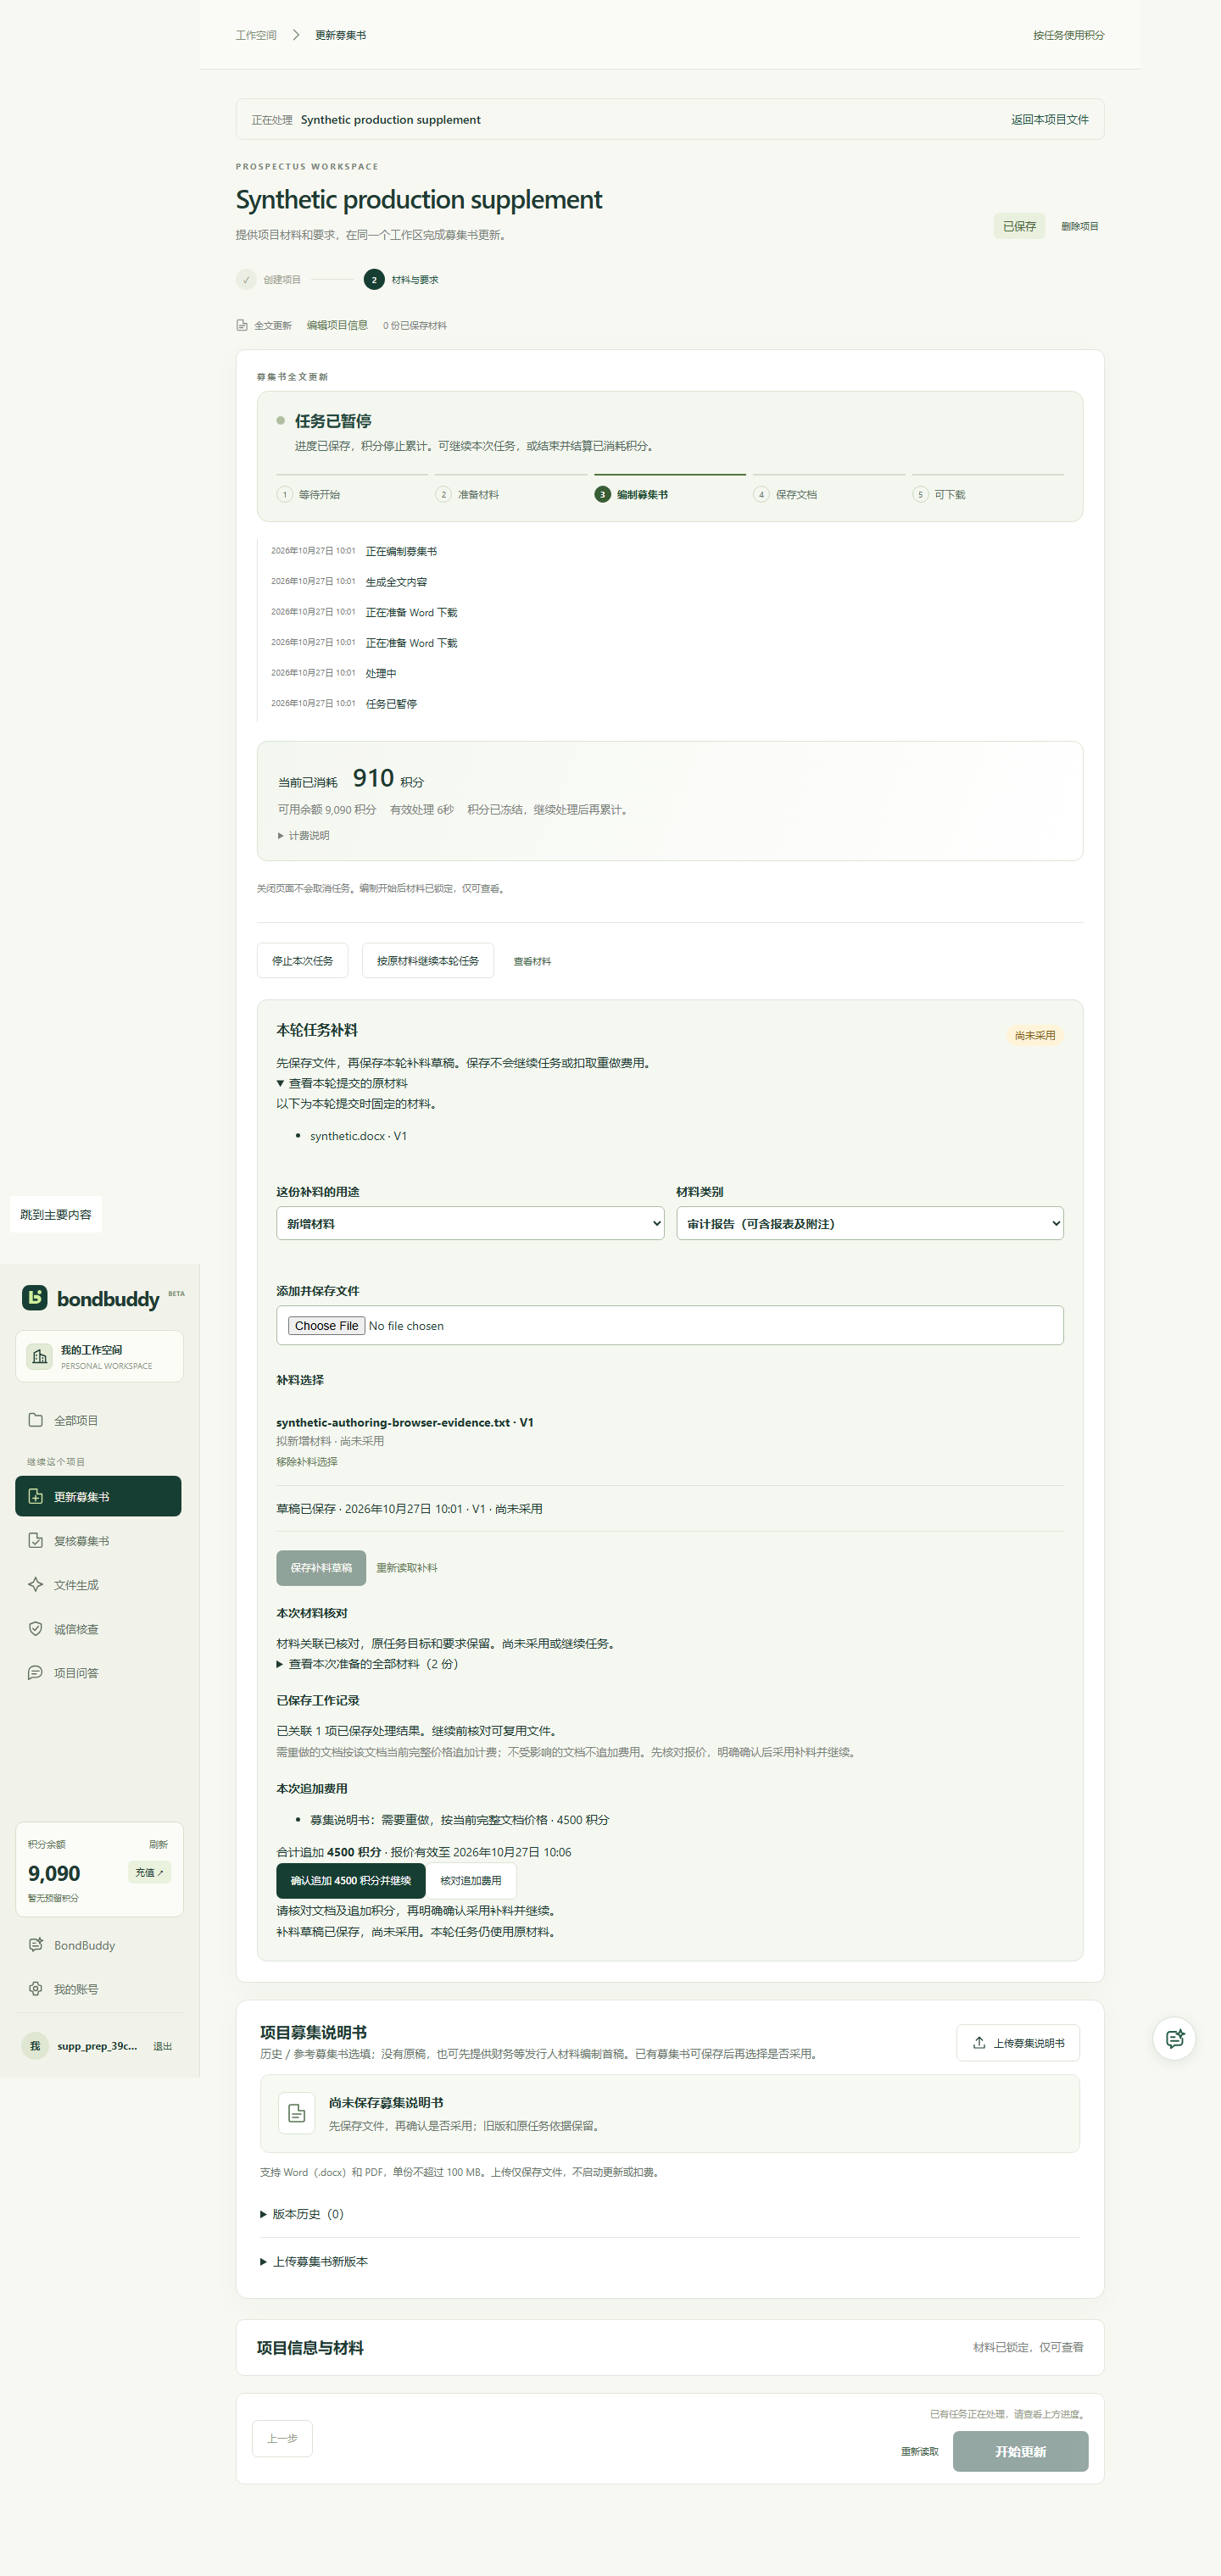 工作空间 更新募集书 按任务使用积分
正在处理 Synthetic production supplement 返回本项目文件
PROSPECTUS WORKSPACE
Synthetic production supplement
提供项目材料和要求，在同一个工作区完成募集书更新。
已保存 删除项目
✓ 创建项目 2 材料与要求
全文更新 编辑项目信息 0 份已保存材料
募集书全文更新
任务已暂停
进度已保存，积分停止累计。可继续本次任务，或结束并结算已消耗积分。
1 等待开始 2 准备材料 3 编制募集书 4 保存文档 5 可下载
2026年10月27日 10:01 正在编制募集书
2026年10月27日 10:01 生成全文内容
2026年10月27日 10:01 正在准备 Word 下载
2026年10月27日 10:01 正在准备 Word 下载
2026年10月27日 10:01 处理中
2026年10月27日 10:01 任务已暂停
当前已消耗 910 积分
可用余额 9,090 积分 有效处理 6秒 积分已冻结，继续处理后再累计。
计费说明
关闭页面不会取消任务。编制开始后材料已锁定，仅可查看。
停止本次任务 按原材料继续本轮任务 查看材料
本轮任务补料 尚未采用
先保存文件，再保存本轮补料草稿。保存不会继续任务或扣取重做费用。
查看本轮提交的原材料
以下为本轮提交时固定的材料。
synthetic.docx · V1
这份补料的用途 材料类别
新增材料 审计报告（可含报表及附注）
添加并保存文件
Choose File No file chosen
补料选择
synthetic-authoring-browser-evidence.txt · V1
拟新增材料 · 尚未采用
移除补料选择
草稿已保存 · 2026年10月27日 10:01 · V1 · 尚未采用
保存补料草稿 重新读取补料
本次材料核对
材料关联已核对，原任务目标和要求保留。尚未采用或继续任务。
查看本次准备的全部材料（2 份）
已保存工作记录
已关联 1 项已保存处理结果。继续前核对可复用文件。
需重做的文档按该文档当前完整价格追加计费；不受影响的文档不追加费用。先核对报价，明确确认后采用补料并继续。
本次追加费用
募集说明书：需要重做，按当前完整文档价格 · 4500 积分
合计追加 4500 积分 · 报价有效至 2026年10月27日 10:06
确认追加 4500 积分并继续 核对追加费用
请核对文档及追加积分，再明确确认采用补料并继续。
补料草稿已保存，尚未采用。本轮任务仍使用原材料。
项目募集说明书
历史 / 参考募集书选填；没有原稿，也可先提供财务等发行人材料编制首稿。已有募集书可保存后再选择是否采用。
上传募集说明书
尚未保存募集说明书
先保存文件，再确认是否采用；旧版和原任务依据保留。
支持 Word（.docx）和 PDF，单份不超过 100 MB。上传仅保存文件，不启动更新或扣费。
版本历史（0）
上传募集书新版本
项目信息与材料 材料已锁定，仅可查看
已有任务正在处理，请查看上方进度。
上一步 重新读取 开始更新
跳到主要内容
bondbuddy BETA
我的工作空间
PERSONAL WORKSPACE
全部项目
继续这个项目
更新募集书
复核募集书
文件生成
诚信核查
项目问答
积分余额 刷新
9,090 充值 ↗
暂无预留积分
BondBuddy
我的账号
我 supp_prep_39c... 退出